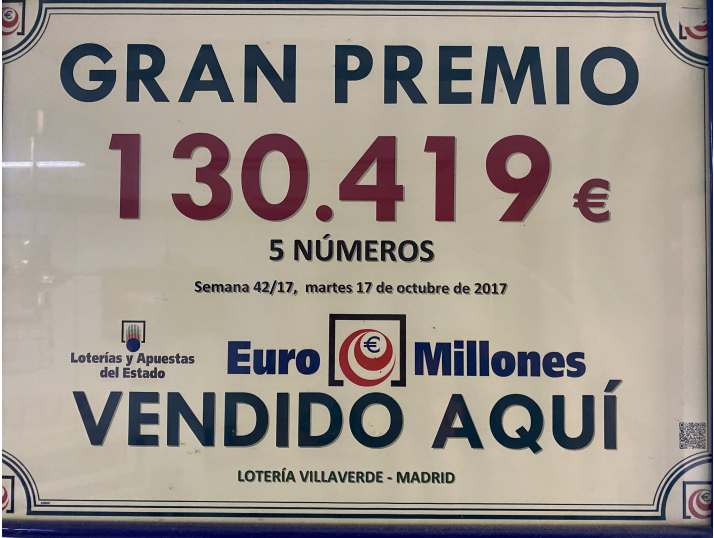 GRAN PREMIO
130.419 €
5 NÚMEROS
Semana 42/17, martes 17 de octubre de 2017
Loterías y Apuestas
del Estado
Euro € Millones
VENDIDO AQUÍ
LOTERÍA VILLAVERDE - MADRID